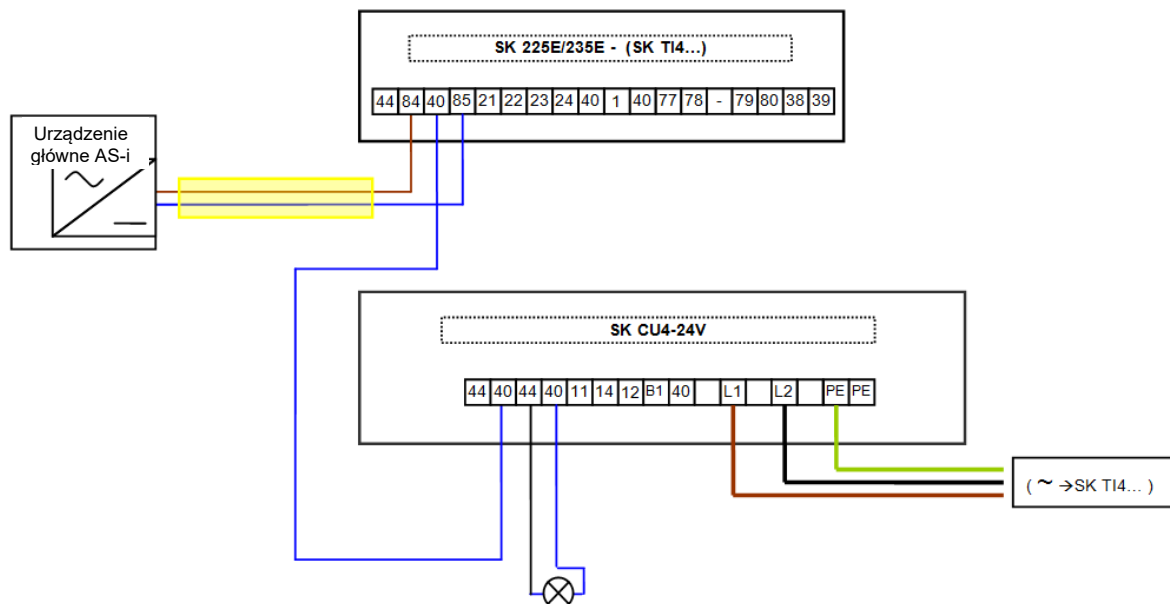 SK 225E/235E - (SK TI4...)
44 84 40 85 21 22 23 24 40 1 40 77 78 - 79 80 38 39
Urządzenie
główne AS-i
SK CU4-24V
44 40 44 40 11 14 12 B1 40 L1 L2 PE PE
( ~ →SK TI4... )